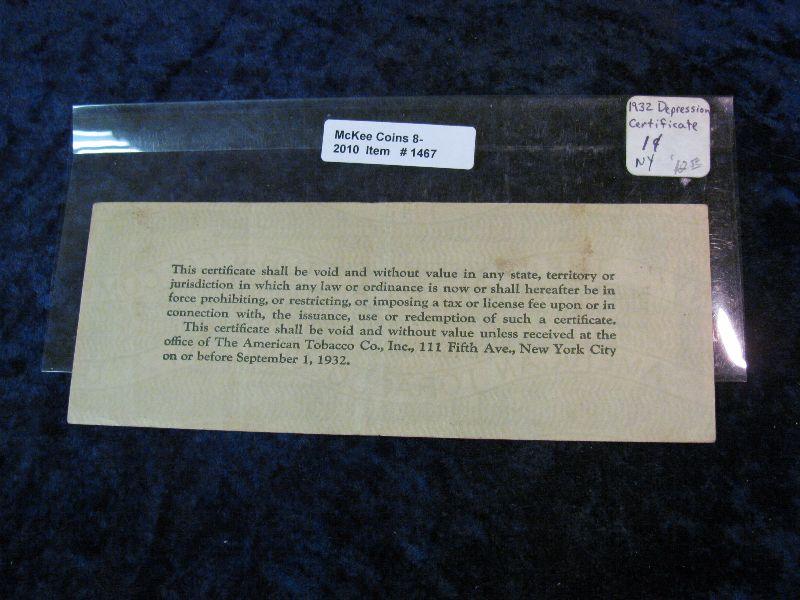 McKee Coins 8-
2010 Item # 1467
1932 Depression
Certificate
1¢
NY
This certificate shall be void and without value in any state, territory or
jurisdiction in which any law or ordinance is now or shall hereafter be in
force prohibiting, or restricting, or imposing a tax or license fee upon or in
connection with, the issuance, use or redemption of such a certificate.
This certificate shall be void and without value unless received at the
office of The American Tobacco Co., Inc., 111 Fifth Ave., New York City
on or before September 1, 1932.